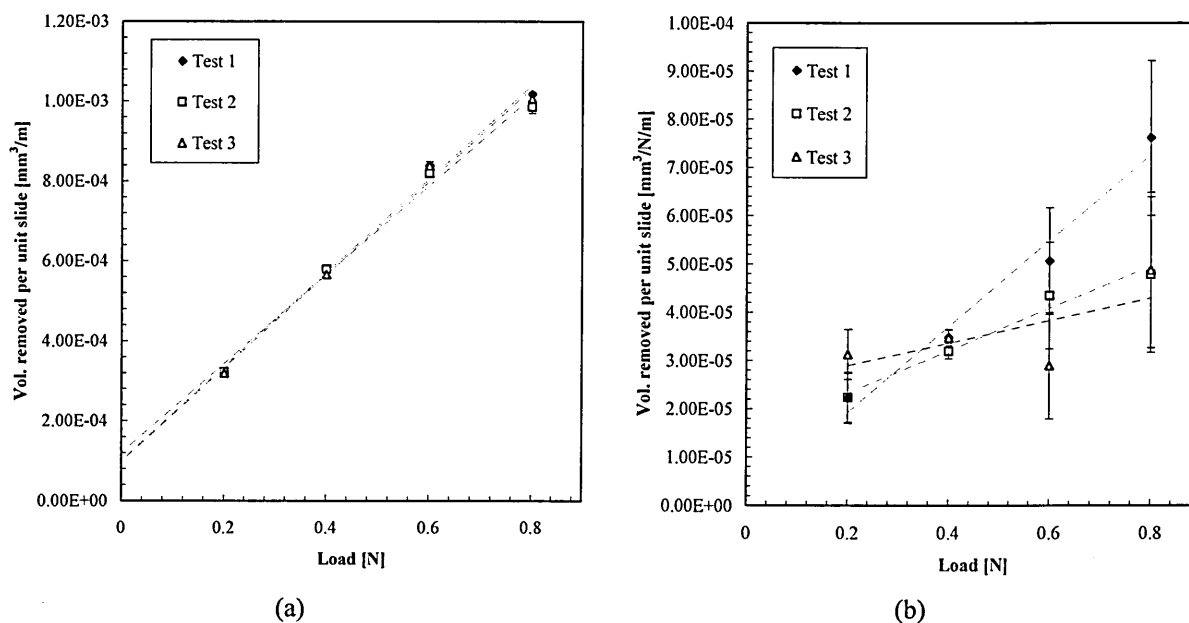 1.20E-03
1.00E-03
8.00E-04
6.00E-04
4.00E-04
2.00E-04
0.00E+00
Vol. removed per unit slide [mm³/m]
Test 1
Test 2
Test 3
0 0.2 0.4 0.6 0.8
Load [N]
(a)
1.00E-04
9.00E-05
8.00E-05
7.00E-05
6.00E-05
5.00E-05
4.00E-05
3.00E-05
2.00E-05
1.00E-05
0.00E+00
Vol. removed per unit slide [mm³/N/m]
Test 1
Test 2
Test 3
0 0.2 0.4 0.6 0.8
Load [N]
(b)